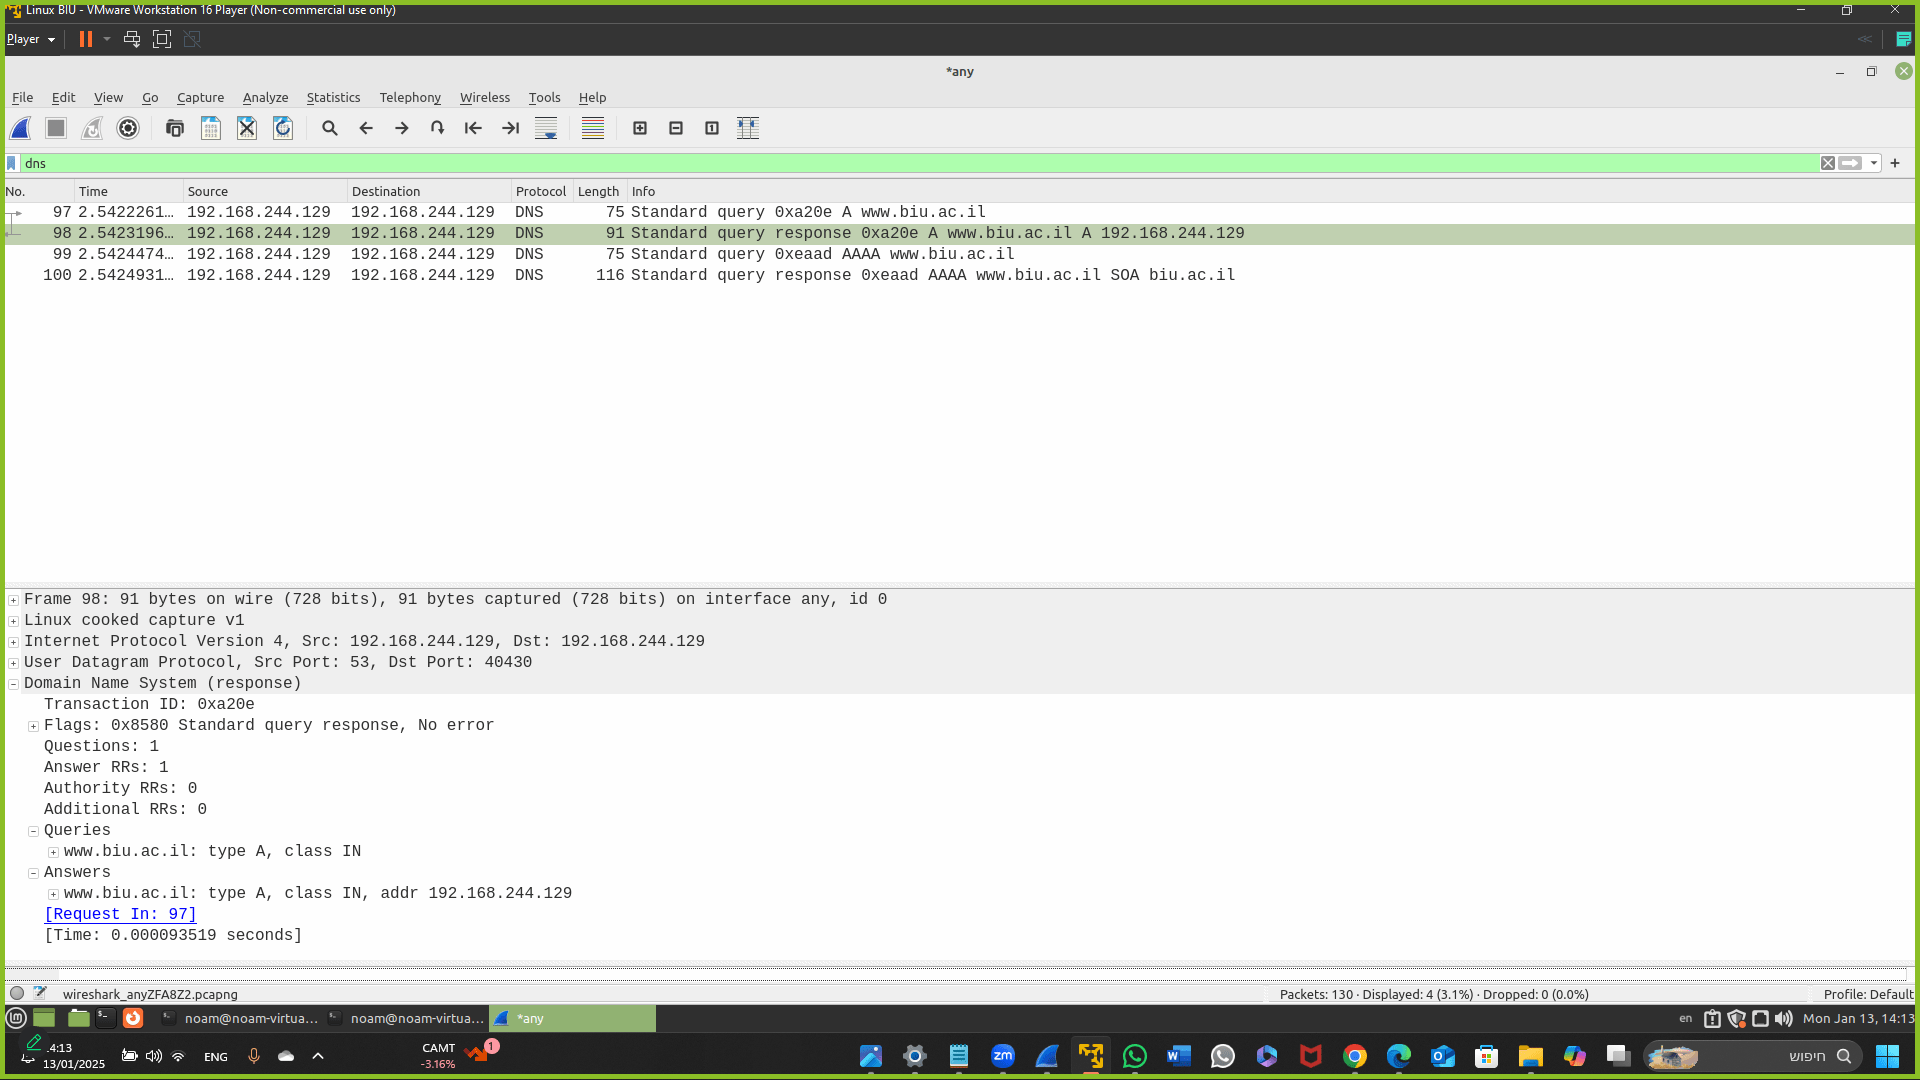 Linux BIU - VMware Workstation 16 Player (Non-commercial use only)
Player
*any
File Edit View Go Capture Analyze Statistics Telephony Wireless Tools Help
dns
No. Time Source Destination Protocol Length Info
97 2.5422261… 192.168.244.129 192.168.244.129 DNS 75 Standard query 0xa20e A www.biu.ac.il
98 2.5423196… 192.168.244.129 192.168.244.129 DNS 91 Standard query response 0xa20e A www.biu.ac.il A 192.168.244.129
99 2.5424474… 192.168.244.129 192.168.244.129 DNS 75 Standard query 0xeaad AAAA www.biu.ac.il
100 2.5424931… 192.168.244.129 192.168.244.129 DNS 116 Standard query response 0xeaad AAAA www.biu.ac.il SOA biu.ac.il
Frame 98: 91 bytes on wire (728 bits), 91 bytes captured (728 bits) on interface any, id 0
Linux cooked capture v1
Internet Protocol Version 4, Src: 192.168.244.129, Dst: 192.168.244.129
User Datagram Protocol, Src Port: 53, Dst Port: 40430
Domain Name System (response)
Transaction ID: 0xa20e
Flags: 0x8580 Standard query response, No error
Questions: 1
Answer RRs: 1
Authority RRs: 0
Additional RRs: 0
Queries
www.biu.ac.il: type A, class IN
Answers
www.biu.ac.il: type A, class IN, addr 192.168.244.129
[Request In: 97]
[Time: 0.000093519 seconds]
wireshark_anyZFA8Z2.pcapng Packets: 130 · Displayed: 4 (3.1%) · Dropped: 0 (0.0%) Profile: Default
noam@noam-virtua… noam@noam-virtua… *any en Mon Jan 13, 14:13
14:13
13/01/2025
ENG
CAMT
-3.16%
1
חיפוש